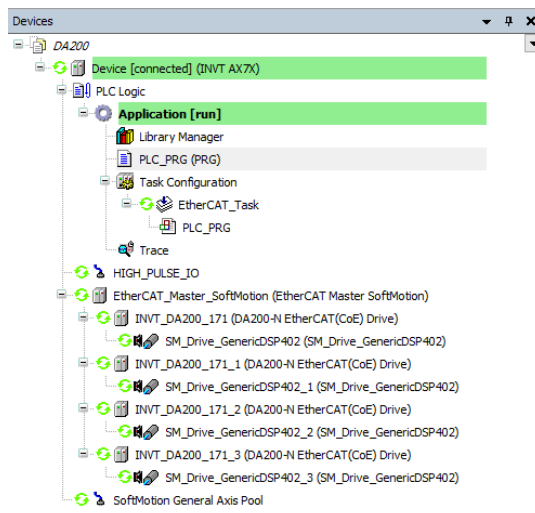 Devices
DA200
Device [connected] (INVT AX7X)
PLC Logic
Application [run]
Library Manager
PLC_PRG (PRG)
Task Configuration
EtherCAT_Task
PLC_PRG
Trace
HIGH_PULSE_IO
EtherCAT_Master_SoftMotion (EtherCAT Master SoftMotion)
INVT_DA200_171 (DA200-N EtherCAT(CoE) Drive)
SM_Drive_GenericDSP402 (SM_Drive_GenericDSP402)
INVT_DA200_171_1 (DA200-N EtherCAT(CoE) Drive)
SM_Drive_GenericDSP402_1 (SM_Drive_GenericDSP402)
INVT_DA200_171_2 (DA200-N EtherCAT(CoE) Drive)
SM_Drive_GenericDSP402_2 (SM_Drive_GenericDSP402)
INVT_DA200_171_3 (DA200-N EtherCAT(CoE) Drive)
SM_Drive_GenericDSP402_3 (SM_Drive_GenericDSP402)
SoftMotion General Axis Pool